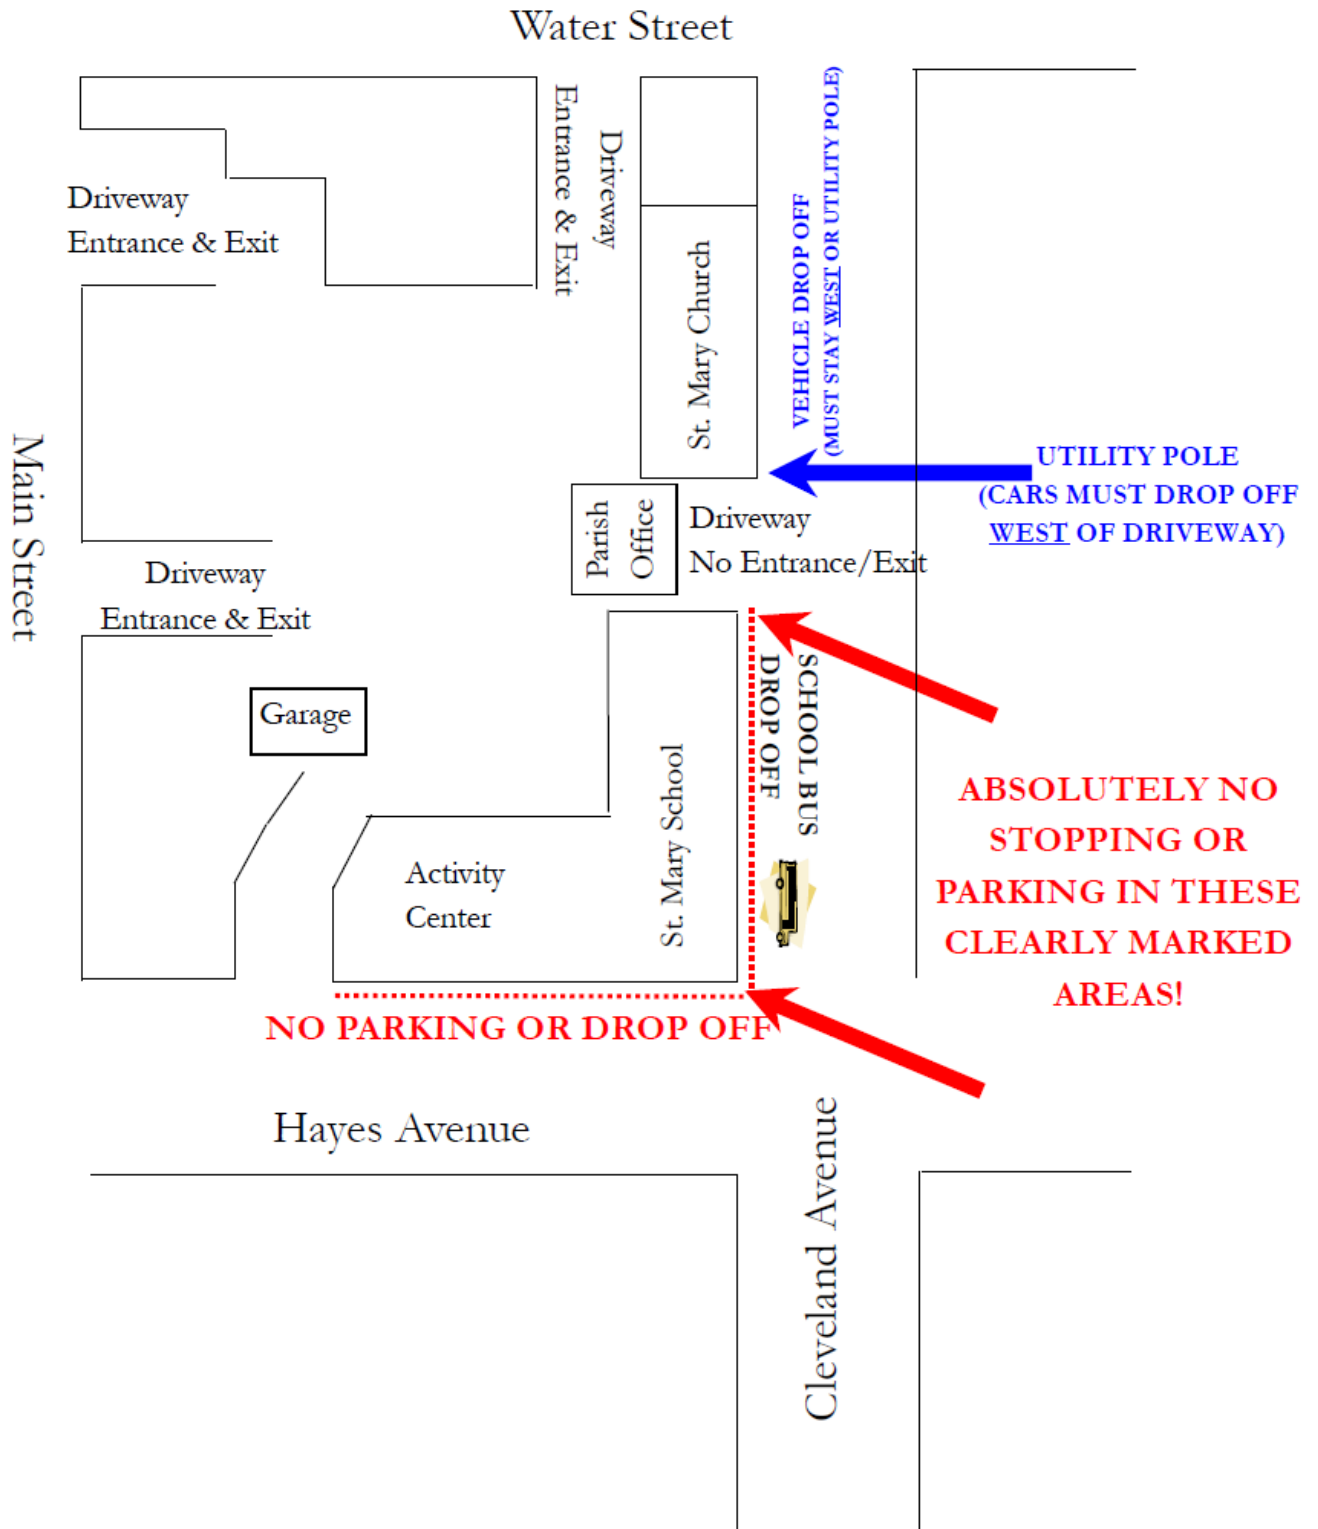 Water Street
Driveway
Entrance & Exit
Driveway
Entrance & Exit
St. Mary Church
VEHICLE DROP OFF
(MUST STAY WEST OR UTILITY POLE)
UTILITY POLE
(CARS MUST DROP OFF
WEST OF DRIVEWAY)
Main Street
Parish
Office
Driveway
No Entrance/Exit
Driveway
Entrance & Exit
Garage
SCHOOL BUS
DROP OFF
St. Mary School
Activity
Center
ABSOLUTELY NO
STOPPING OR
PARKING IN THESE
CLEARLY MARKED
AREAS!
NO PARKING OR DROP OFF
Hayes Avenue
Cleveland Avenue